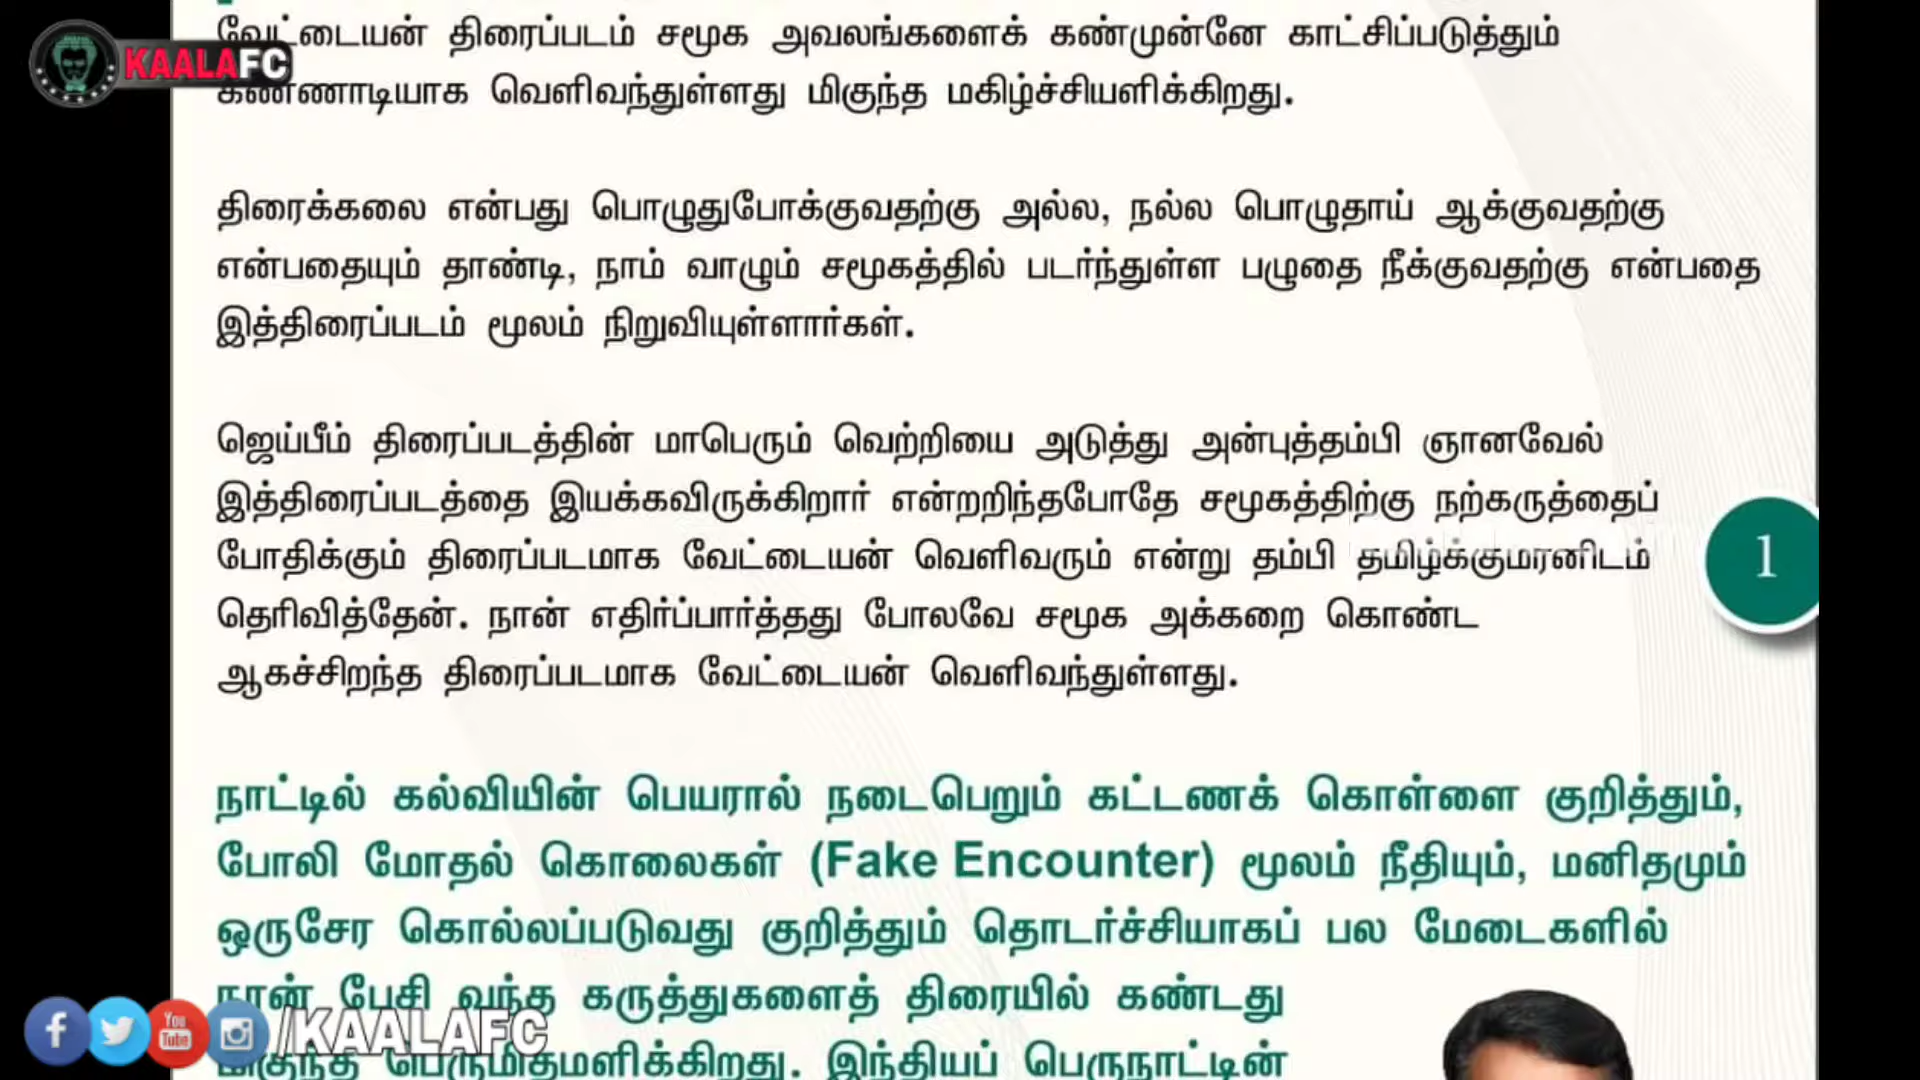 KAALAFC
வேட்டையன் திரைப்படம் சமூக அவலங்களைக் கண்முன்னே காட்சிப்படுத்தும்
கண்ணாடியாக வெளிவந்துள்ளது மிகுந்த மகிழ்ச்சியளிக்கிறது.
திரைக்கலை என்பது பொழுதுபோக்குவதற்கு அல்ல, நல்ல பொழுதாய் ஆக்குவதற்கு
என்பதையும் தாண்டி, நாம் வாழும் சமூகத்தில் படர்ந்துள்ள பழுதை நீக்குவதற்கு என்பதை
இத்திரைப்படம் மூலம் நிறுவியுள்ளார்கள்.
ஜெய்பீம் திரைப்படத்தின் மாபெரும் வெற்றியை அடுத்து அன்புத்தம்பி ஞானவேல்
இத்திரைப்படத்தை இயக்கவிருக்கிறார் என்றறிந்தபோதே சமூகத்திற்கு நற்கருத்தைப்
போதிக்கும் திரைப்படமாக வேட்டையன் வெளிவரும் என்று தம்பி தமிழ்க்குமரனிடம்
தெரிவித்தேன். நான் எதிர்ப்பார்த்தது போலவே சமூக அக்கறை கொண்ட
ஆகச்சிறந்த திரைப்படமாக வேட்டையன் வெளிவந்துள்ளது.
1
நாட்டில் கல்வியின் பெயரால் நடைபெறும் கட்டணக் கொள்ளை குறித்தும்,
போலி மோதல் கொலைகள் (Fake Encounter) மூலம் நீதியும், மனிதமும்
ஒருசேர கொல்லப்படுவது குறித்தும் தொடர்ச்சியாகப் பல மேடைகளில்
நான் பேசி வந்த கருத்துகளைத் திரையில் கண்டது
மிகுந்த பெருமிதமளிக்கிறது. இந்தியப் பெருநாட்டின்
You Tube /KAALAFC